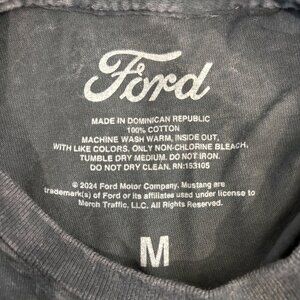 Ford
MADE IN DOMINICAN REPUBLIC
100% COTTON
MACHINE WASH WARM, INSIDE OUT,
WITH LIKE COLORS. ONLY NON-CHLORINE BLEACH,
TUMBLE DRY MEDIUM. DO NOT IRON.
DO NOT DRY CLEAN. RN:153105
© 2024 Ford Motor Company. Mustang are
trademark(s) of Ford or its affiliates used under license to
Merch Traffic, LLC. All Rights Reserved
M